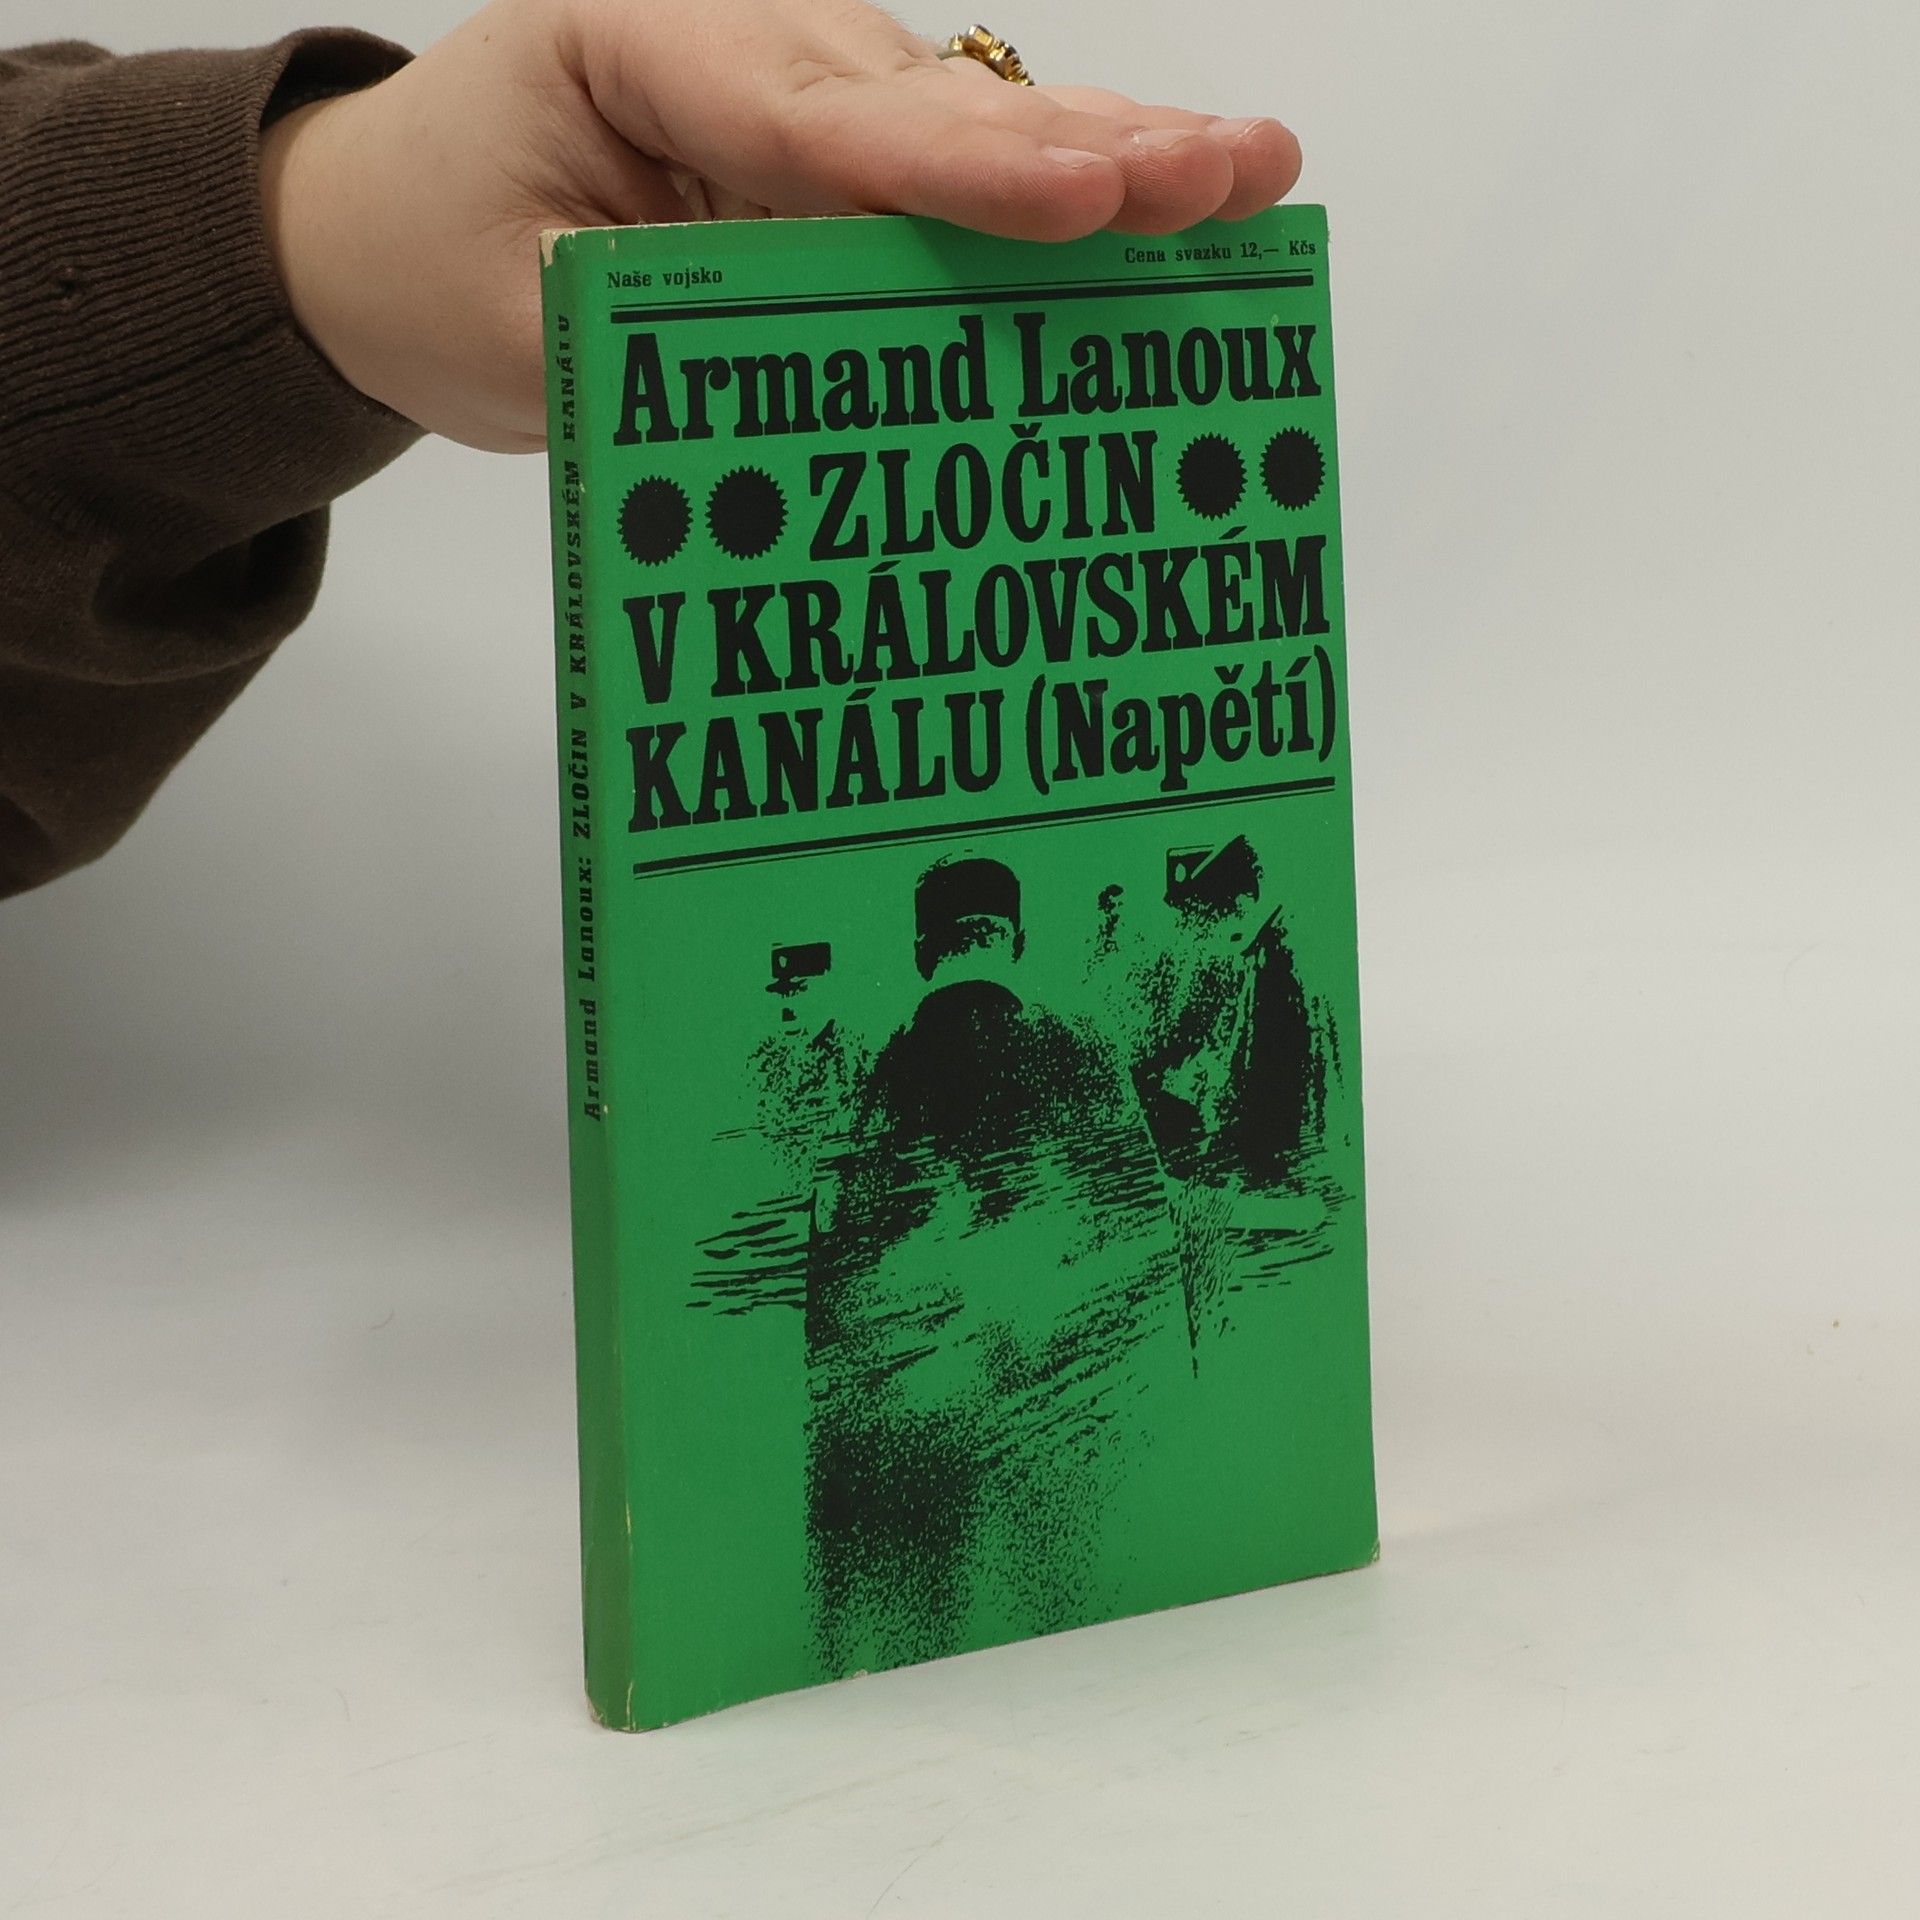 Naše vojsko
Cena svazku 12,— Kčs
Armand Lanoux
ZLOČIN
V KRÁLOVSKÉM
KANÁLU (Napětí)
Armand Lanoux: ZLOČIN V KRÁLOVSKÉM KANÁLU